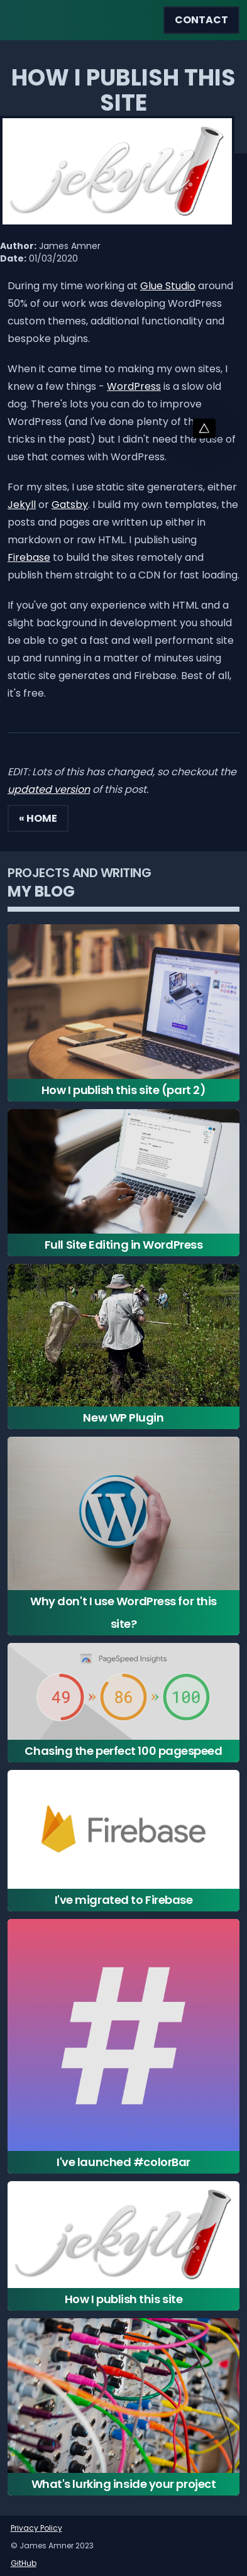 CONTACT
HOW I PUBLISH THIS
SITE
jekyll
Author: James Amner
Date: 01/03/2020
During my time working at Glue Studio around
50% of our work was developing WordPress
custom themes, additional functionality and
bespoke plugins.
When it came time to making my own sites, I
knew a few things - WordPress is a slow old
dog. There's lots you can do to improve
WordPress (and I've done plenty of
tricks in the past) but I didn't need the
use that comes with WordPress.
For my sites, I use static site generaters, either
Jekyll or Gatsby. I build my own templates, the
posts and pages are written up either in
markdown or raw HTML. I publish using
Firebase to build the sites remotely and
publish them straight to a CDN for fast loading.
If you've got any experience with HTML and a
slight background in development you should
be able to get a fast and well performant site
up and running in a matter of minutes using
static site generates and Firebase. Best of all,
it's free.
EDIT: Lots of this has changed, so checkout the
updated version of this post.
« HOME
PROJECTS AND WRITING
MY BLOG
How I publish this site (part 2)
Full Site Editing in WordPress
New WP Plugin
Why don't I use WordPress for this
site?
PageSpeed Insights
49 » 86 » 100
Chasing the perfect 100 pagespeed
Firebase
I've migrated to Firebase
#
I've launched #colorBar
jekyll
How I publish this site
What's lurking inside your project
Privacy Policy
© James Amner 2023
GitHub